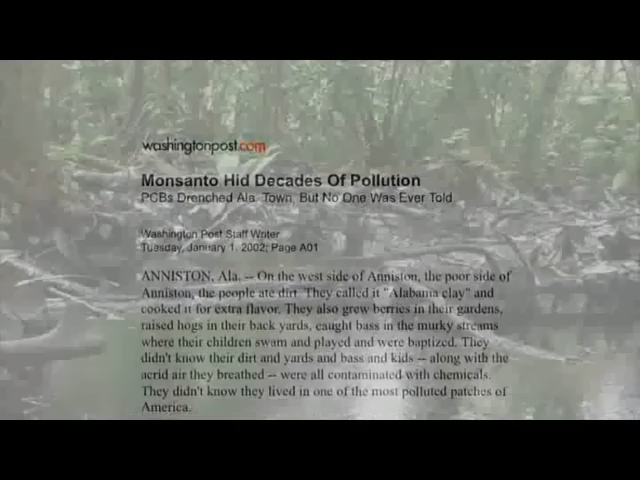 washingtonpost.com
Monsanto Hid Decades Of Pollution
PCBs Drenched Ala. Town, But No One Was Ever Told
Washington Post Staff Writer
Tuesday, January 1, 2002; Page A01
ANNISTON, Ala. -- On the west side of Anniston, the poor side of
Anniston, the people ate dirt. They called it "Alabama clay" and
cooked it for extra flavor. They also grew berries in their gardens,
raised hogs in their back yards, caught bass in the murky streams
where their children swam and played and were baptized. They
didn't know their dirt and yards and bass and kids -- along with the
acrid air they breathed -- were all contaminated with chemicals.
They didn't know they lived in one of the most polluted patches of
America.